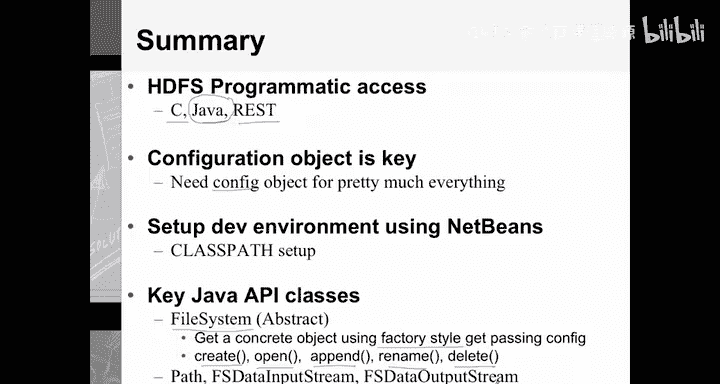 Summary
bilibili
• HDFS Programmatic access
– C, Java, REST
• Configuration object is key
– Need config object for pretty much everything
• Setup dev environment using NetBeans
– CLASSPATH setup
• Key Java API classes
– FileSystem (Abstract)
• Get a concrete object using factory style get passing config
• create(), open(), append(), rename(), delete()
– Path, FSDataInputStream, FSDataOutputStream